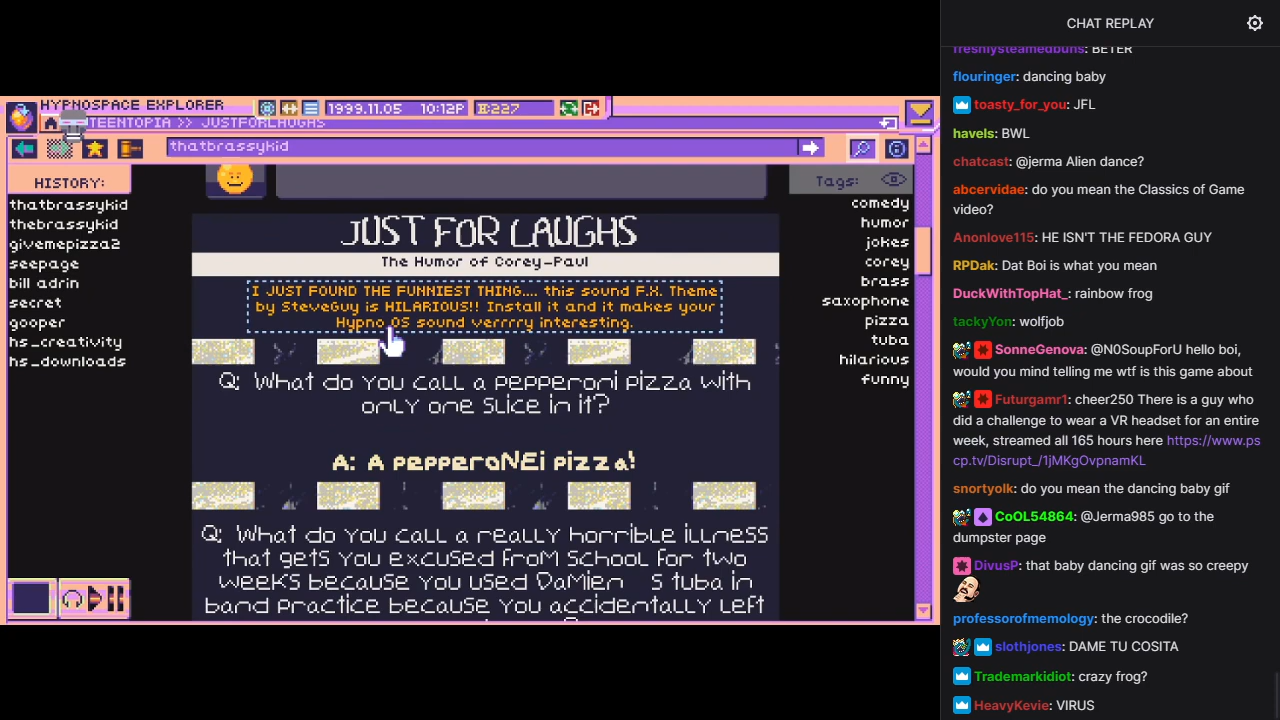 HYPNOSPACE EXPLORER
1999.11.05 10:12P
227
TEENTOPIA >> JUSTFORLAUGHS
thatbrassykid
HISTORY:
thatbrassykid
thebrassykid
givemepizza2
seepage
bill adrin
secret
gooper
hs_creativity
hs_downloads
JUST FOR LAUGHS
The Humor of Corey-Paul
I JUST FOUND THE FUNNIEST THING.... this sound F.X. Theme
by SteveGuy is HILARIOUS!! Install it and it makes your
Hypno OS sound verrrry interesting.
Q: What do you call a pepperoni pizza with
only one slice in it?
A: A pepperoNEi pizza!
Q: What do you call a really horrible illness
that gets you excused from school for two
weeks because you used Damien s tuba in
band practice because you accidentally left
Tags:
comedy
humor
jokes
corey
brass
saxophone
pizza
tuba
hilarious
funny
CHAT REPLAY
freshlysteamedbuns: BETER
flouringer: dancing baby
toasty_for_you: JFL
havels: BWL
chatcast: @jerma Alien dance?
abcervidae: do you mean the Classics of Game
video?
Anonlove115: HE ISN'T THE FEDORA GUY
RPDak: Dat Boi is what you mean
DuckWithTopHat_: rainbow frog
tackyYon: wolfjob
SonneGenova: @N0SoupForU hello boi,
would you mind telling me wtf is this game about
Futurgamr1: cheer250 There is a guy who
did a challenge to wear a VR headset for an entire
week, streamed all 165 hours here https://www.ps
cp.tv/Disrupt_/1jMKgOvpnamKL
snortyolk: do you mean the dancing baby gif
CoOL54864: @Jerma985 go to the
dumpster page
DivusP: that baby dancing gif was so creepy
professorofmemology: the crocodile?
slothjones: DAME TU COSITA
Trademarkidiot: crazy frog?
HeavyKevie: VIRUS